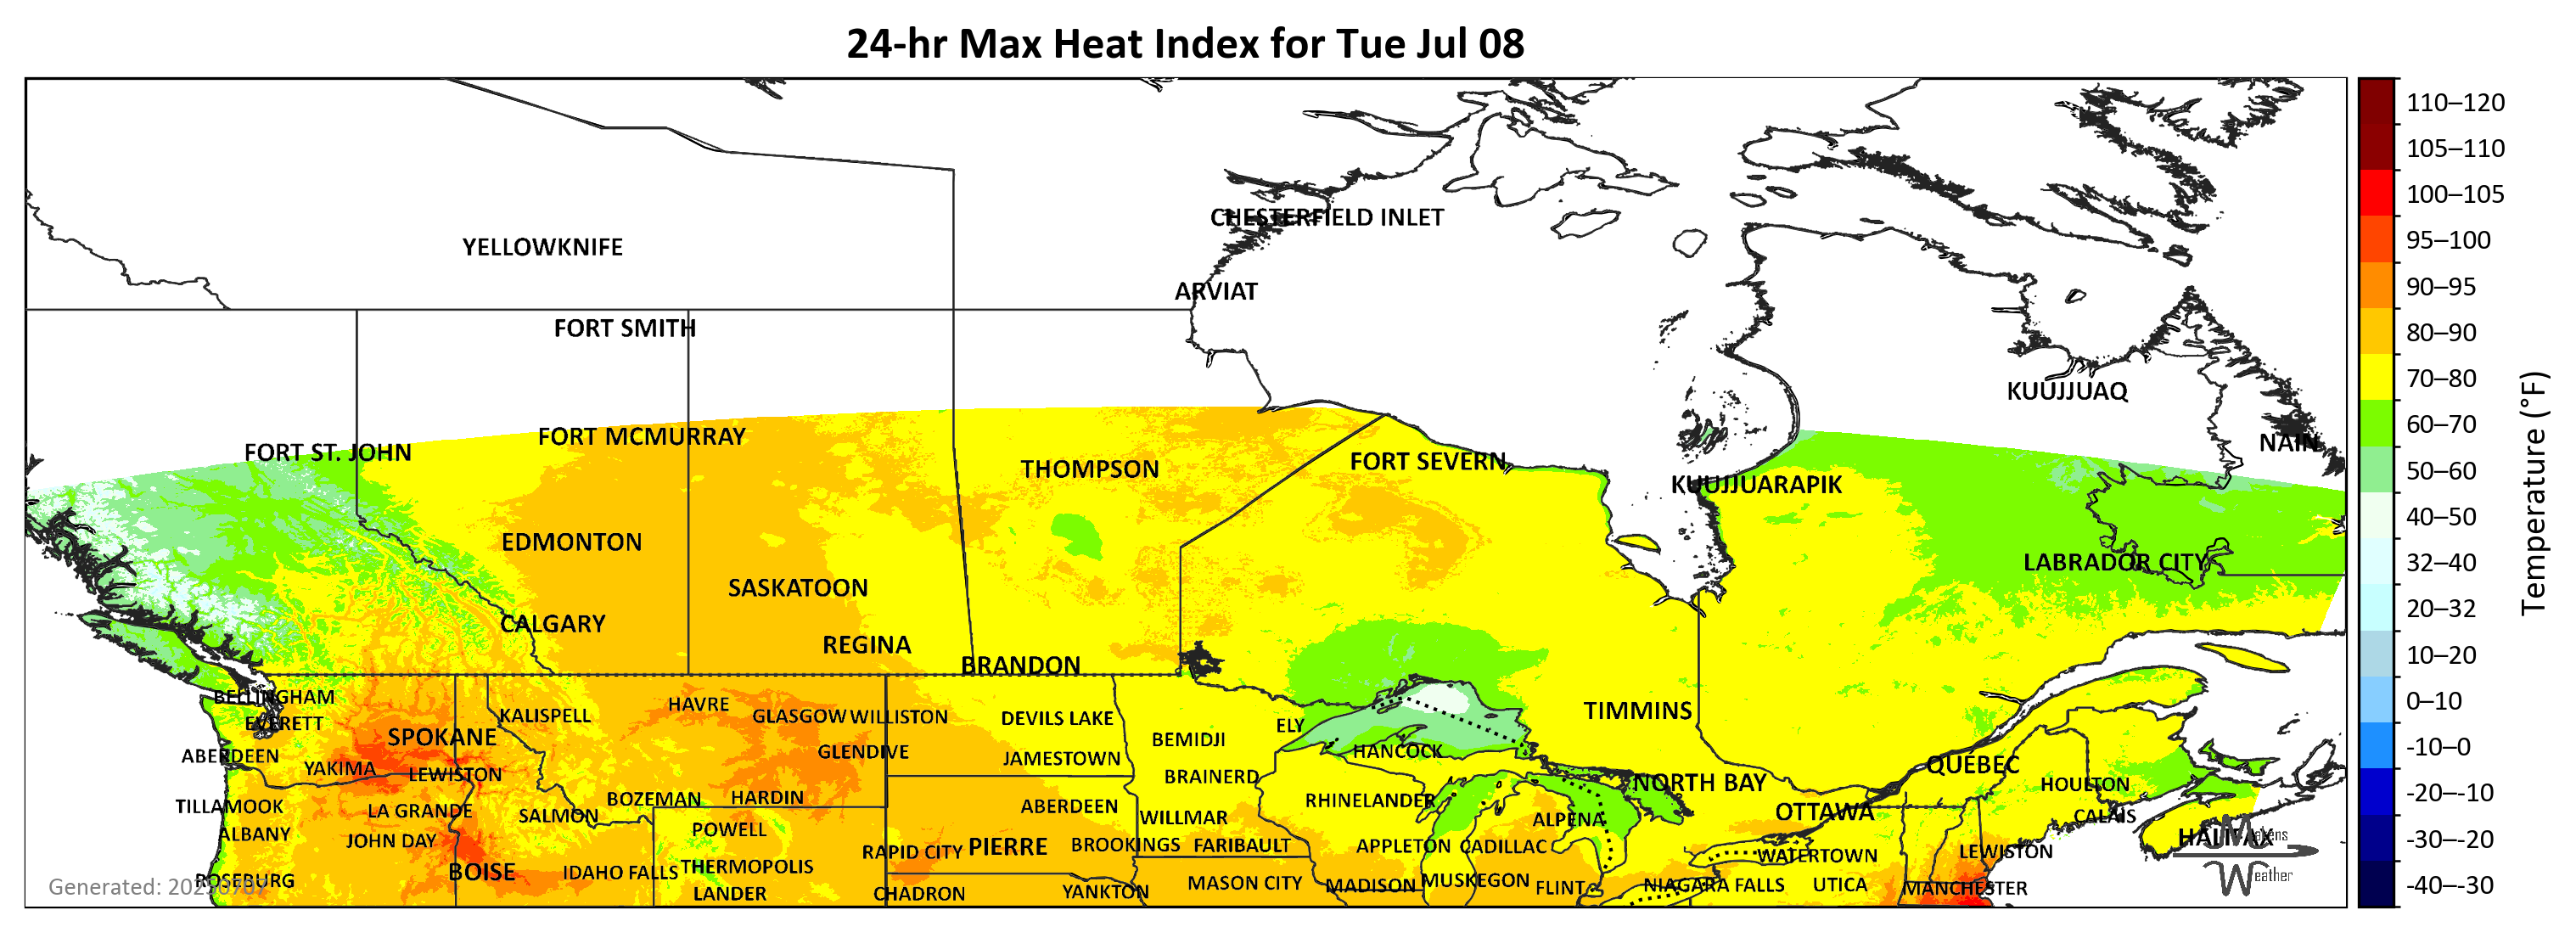 24-hr Max Heat Index for Tue Jul 08
110–120
105–110
100–105
95–100
90–95
80–90
70–80
60–70
50–60
40–50
32–40
20–32
10–20
0–10
-10–0
-20–-10
-30–-20
-40–-30
Temperature (°F)
CHESTERFIELD INLET
YELLOWKNIFE
ARVIAT
FORT SMITH
KUUJJUAQ
FORT MCMURRAY
NAIN
FORT ST. JOHN
FORT SEVERN
THOMPSON
KUUJJUARAPIK
EDMONTON
LABRADOR CITY
SASKATOON
CALGARY
REGINA
BRANDON
BELLINGHAM
HAVRE
TIMMINS
KALISPELL
GLASGOW
WILLISTON
DEVILS LAKE
EVERETT
ELY
SPOKANE
BEMIDJI
GLENDIVE
HANCOCK
ABERDEEN
JAMESTOWN
QUÉBEC
YAKIMA
LEWISTON
BRAINERD
NORTH BAY
HOULTON
BOZEMAN
HARDIN
RHINELANDER
TILLAMOOK
ABERDEEN
LA GRANDE
SALMON
OTTAWA
CALAIS
WILLMAR
ALPENA
POWELL
ALBANY
HALIFAX
JOHN DAY
BROOKINGS
FARIBAULT
APPLETON
CADILLAC
PIERRE
RAPID CITY
LEWISTON
WATERTOWN
THERMOPOLIS
BOISE
IDAHO FALLS
ROSEBURG
MUSKEGON
MASON CITY
MADISON
FLINT
NIAGARA FALLS
UTICA
MANCHESTER
LANDER
CHADRON
YANKTON
Generated: 20250707
Makens
Weather